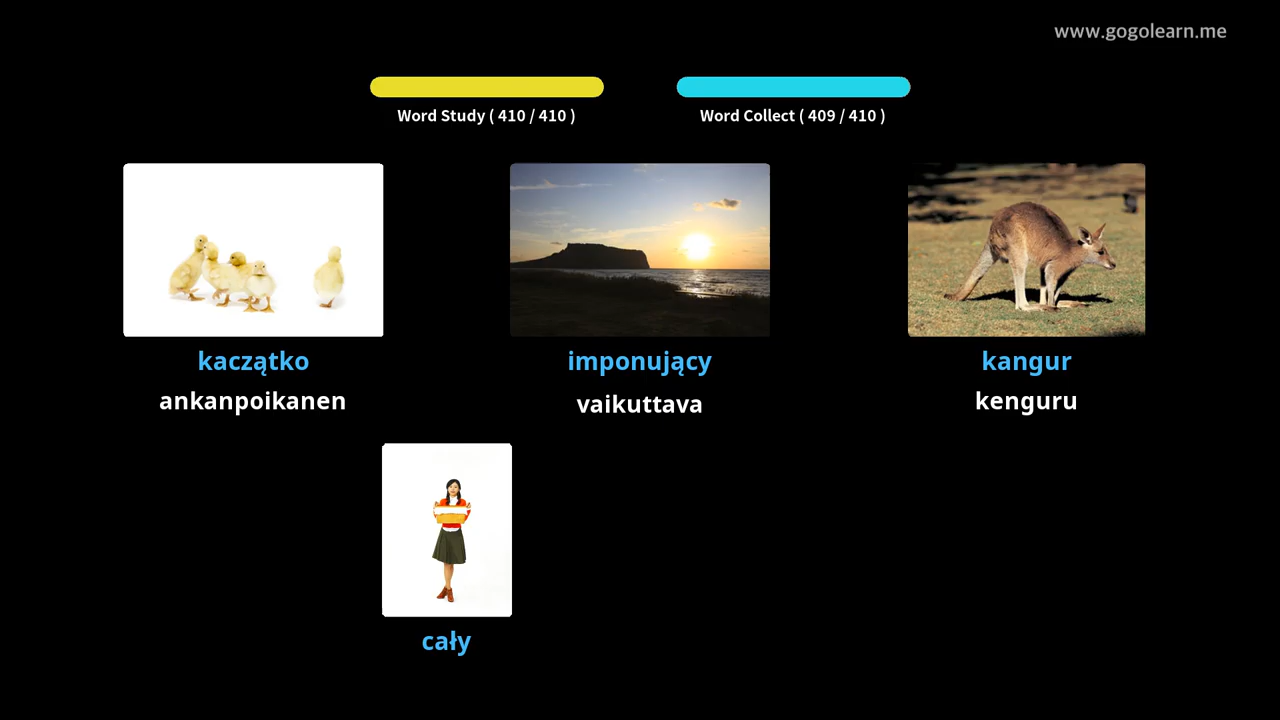 www.gogolearn.me
Word Study ( 410 / 410 )
Word Collect ( 409 / 410 )
kaczątko
imponujący
kangur
ankanpoikanen
vaikuttava
kenguru
cały